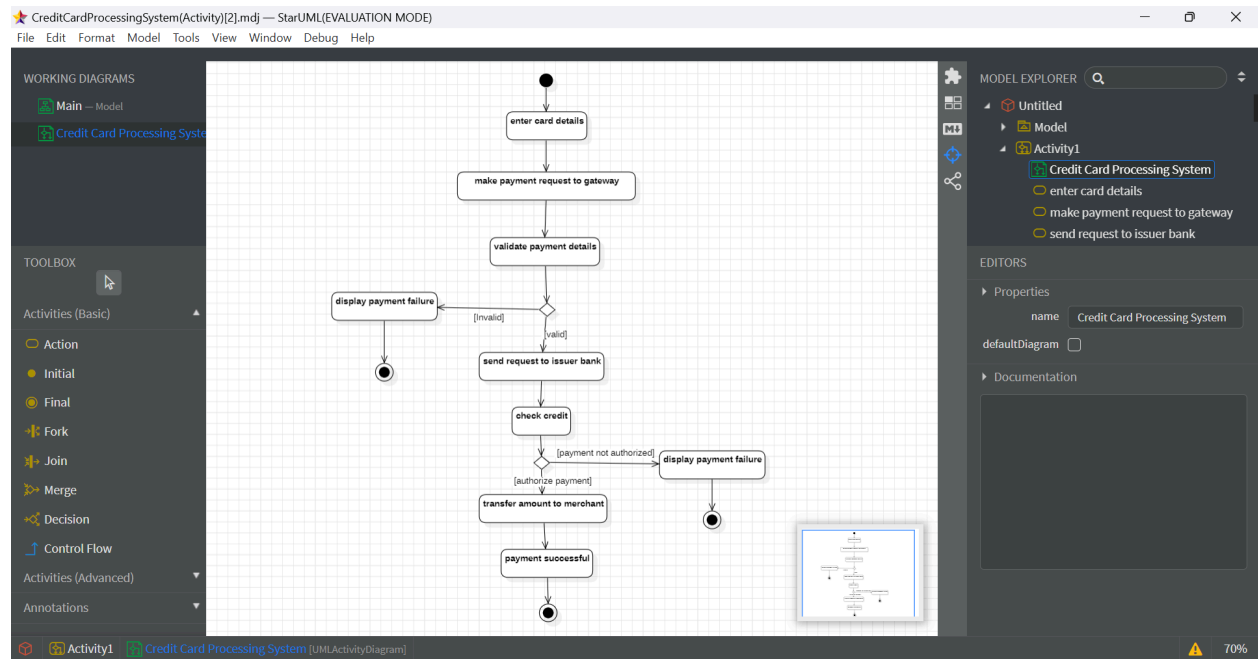 CreditCardProcessingSystem(Activity)[2].mdj — StarUML(EVALUATION MODE)
File Edit Format Model Tools View Window Debug Help
WORKING DIAGRAMS
Main — Model
Credit Card Processing Syste
TOOLBOX
Activities (Basic)
Action
Initial
Final
Fork
Join
Merge
Decision
Control Flow
Activities (Advanced)
Annotations
enter card details
make payment request to gateway
validate payment details
display payment failure
[Invalid]
[valid]
send request to issuer bank
check credit
[payment not authorized]
display payment failure
[authorize payment]
transfer amount to merchant
payment successful
MODEL EXPLORER
Untitled
Model
Activity1
Credit Card Processing System
enter card details
make payment request to gateway
send request to issuer bank
EDITORS
Properties
name Credit Card Processing System
defaultDiagram
Documentation
Activity1 Credit Card Processing System [UMLActivityDiagram]
70%